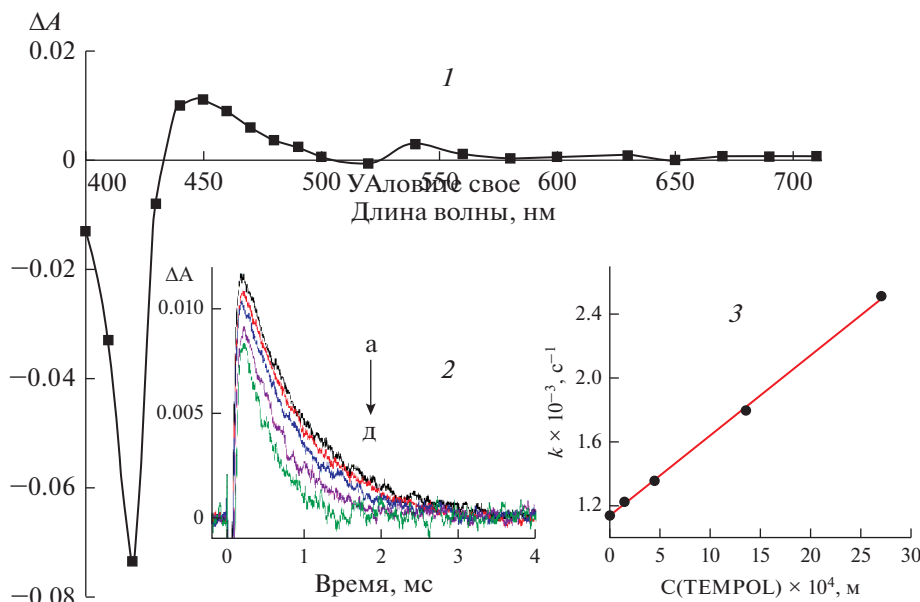 ΔA
0.02
1
0
400 450 500 550 600 650 700
УАловите свое
Длина волны, нм
−0.02
−0.04
−0.06
−0.08
ΔA
0.010
0.005
0
а
д
2
0 1 2 3 4
Время, мс
k × 10⁻³, с⁻¹
2.4
2.0
1.6
1.2
3
0 5 10 15 20 25 30
C(TEMPOL) × 10⁴, м